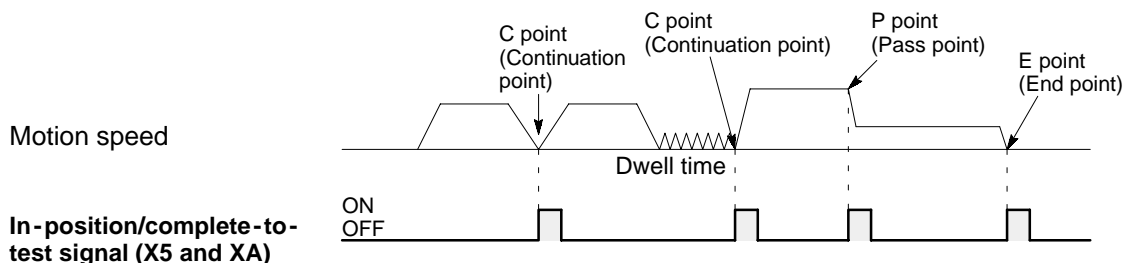 C point
(Continuation
point)
C point
(Continuation point)
P point
(Pass point)
E point
(End point)
Motion speed
Dwell time
ON
OFF
In-position/complete-to-
test signal (X5 and XA)